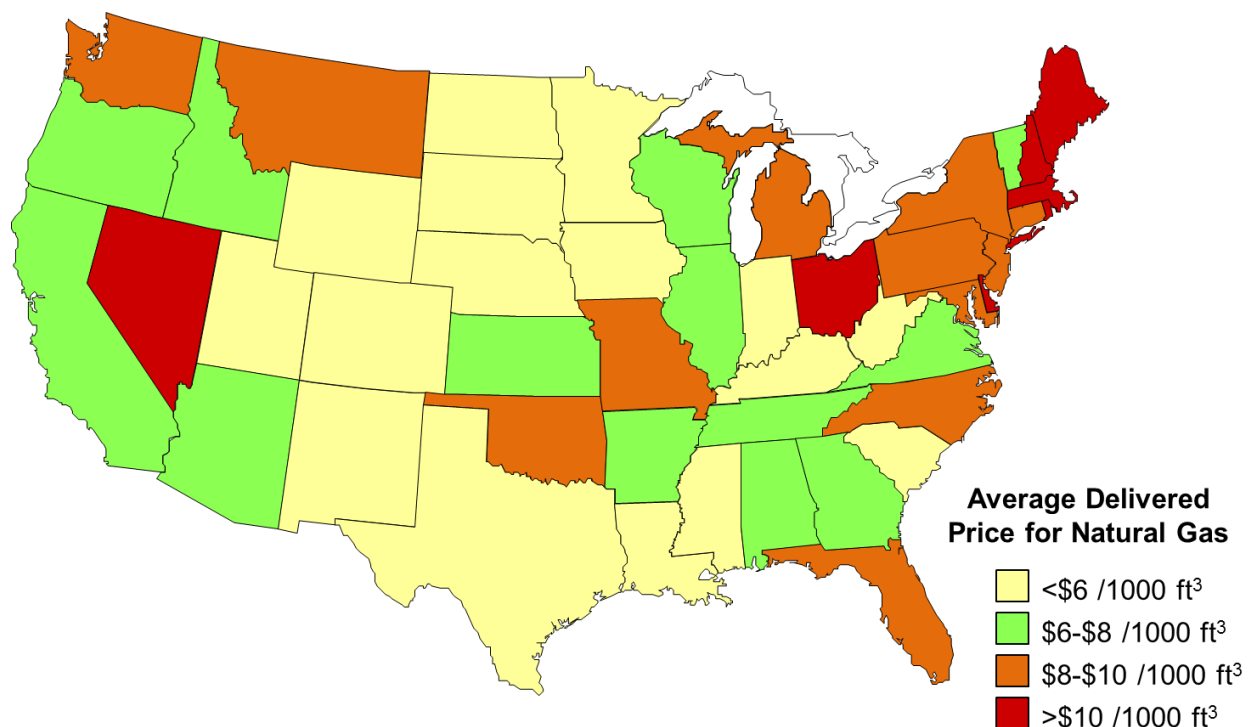 Average Delivered
Price for Natural Gas
<$6 /1000 ft³
$6-$8 /1000 ft³
$8-$10 /1000 ft³
>$10 /1000 ft³